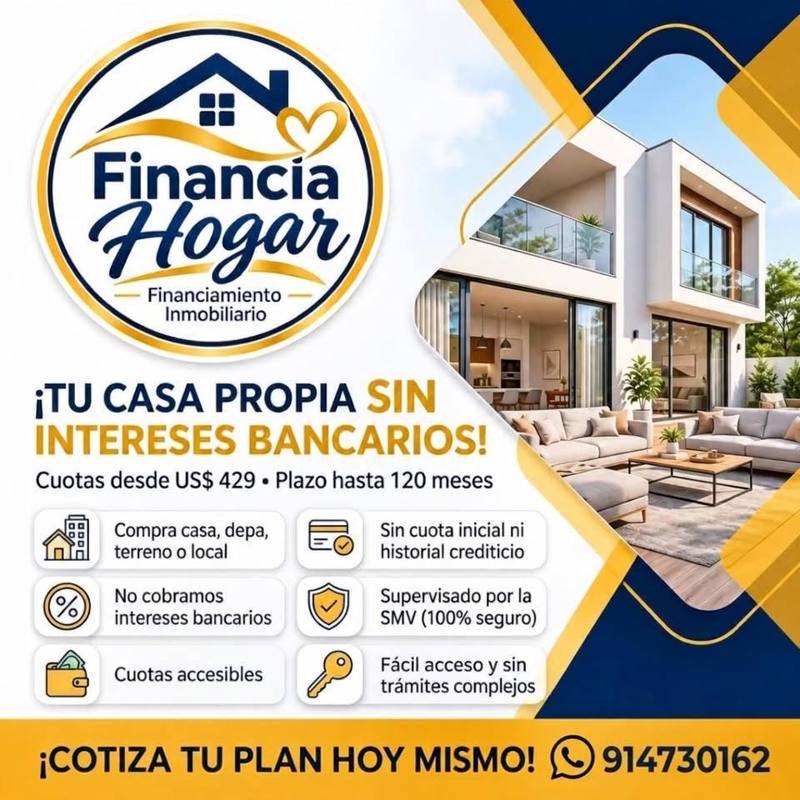 Financia
Hogar
Financiamiento
Inmobiliario
¡TU CASA PROPIA SIN
INTERESES BANCARIOS!
Cuotas desde US$ 429 • Plazo hasta 120 meses
Compra casa, depa,
terreno o local
Sin cuota inicial ni
historial crediticio
No cobramos
intereses bancarios
Supervisado por la
SMV (100% seguro)
Cuotas accesibles
Fácil acceso y sin
trámites complejos
¡COTIZA TU PLAN HOY MISMO! 914730162